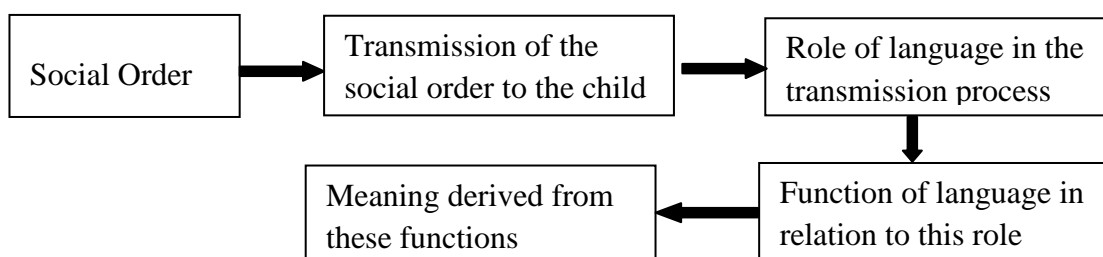 Social Order
Transmission of the
social order to the child
Role of language in the
transmission process
Function of language in
relation to this role
Meaning derived from
these functions